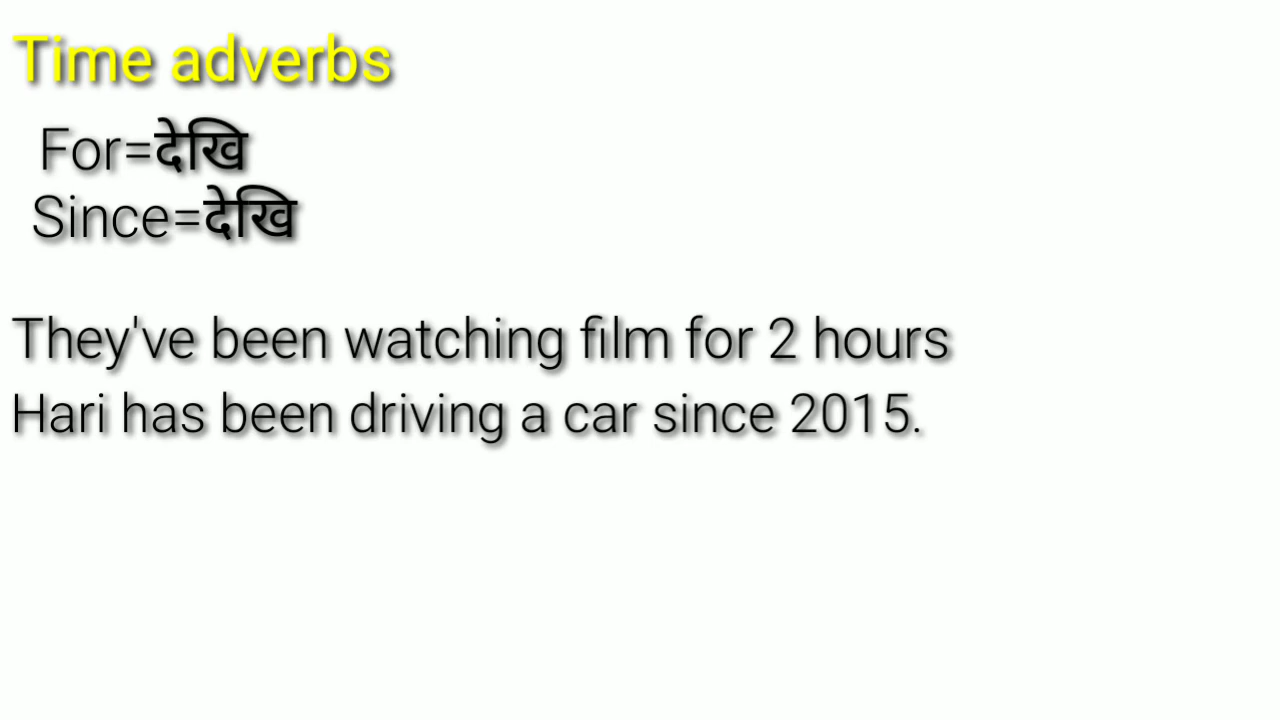 Time adverbs
For=देखि
Since=देखि
They've been watching film for 2 hours
Hari has been driving a car since 2015.